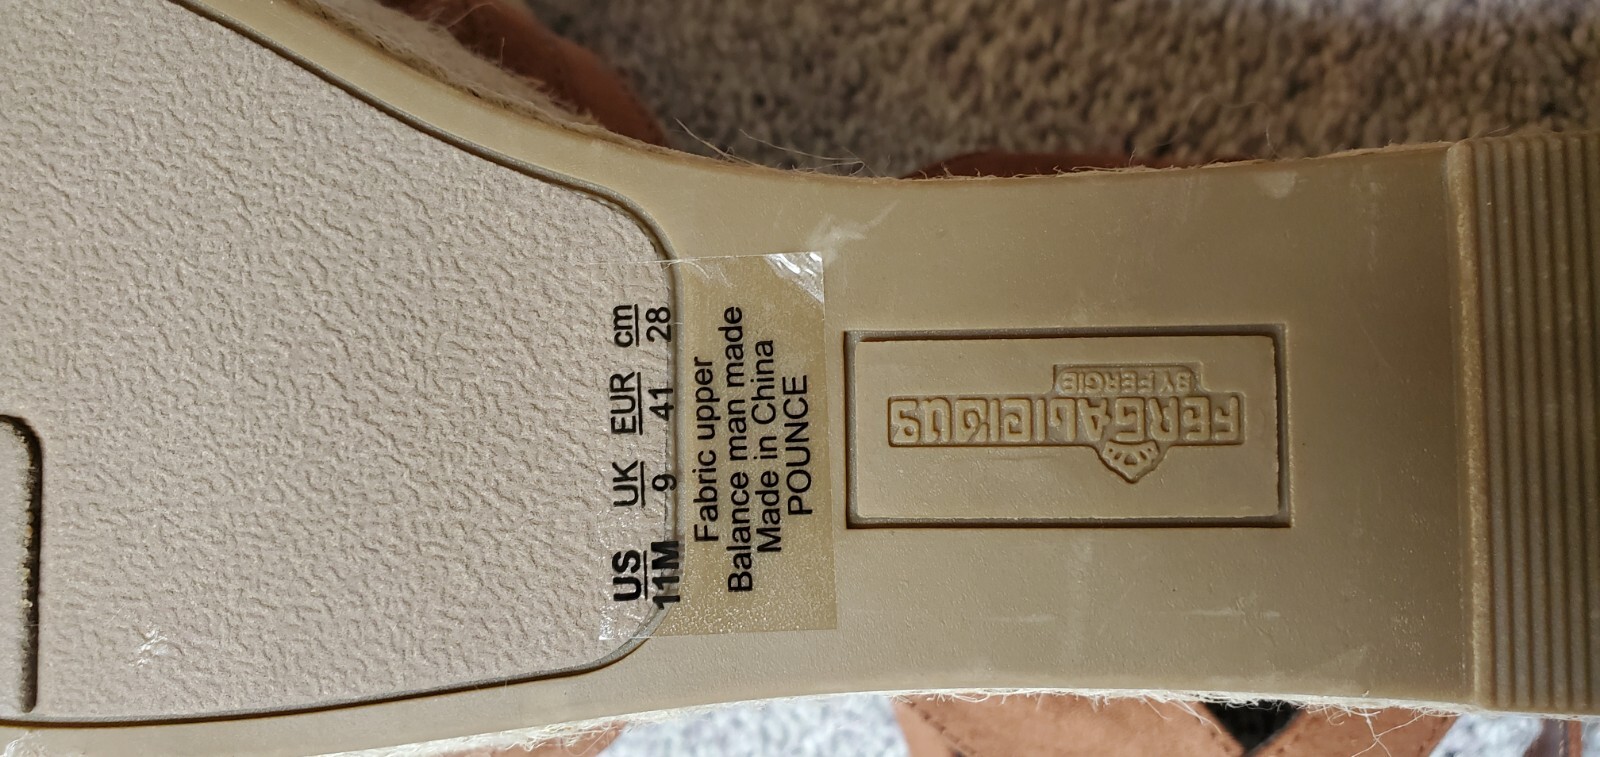 US UK EUR cm
11M 9 41 28
Fabric upper
Balance man made
Made in China
POUNCE
FERGALICIOUS
BY FERGIE